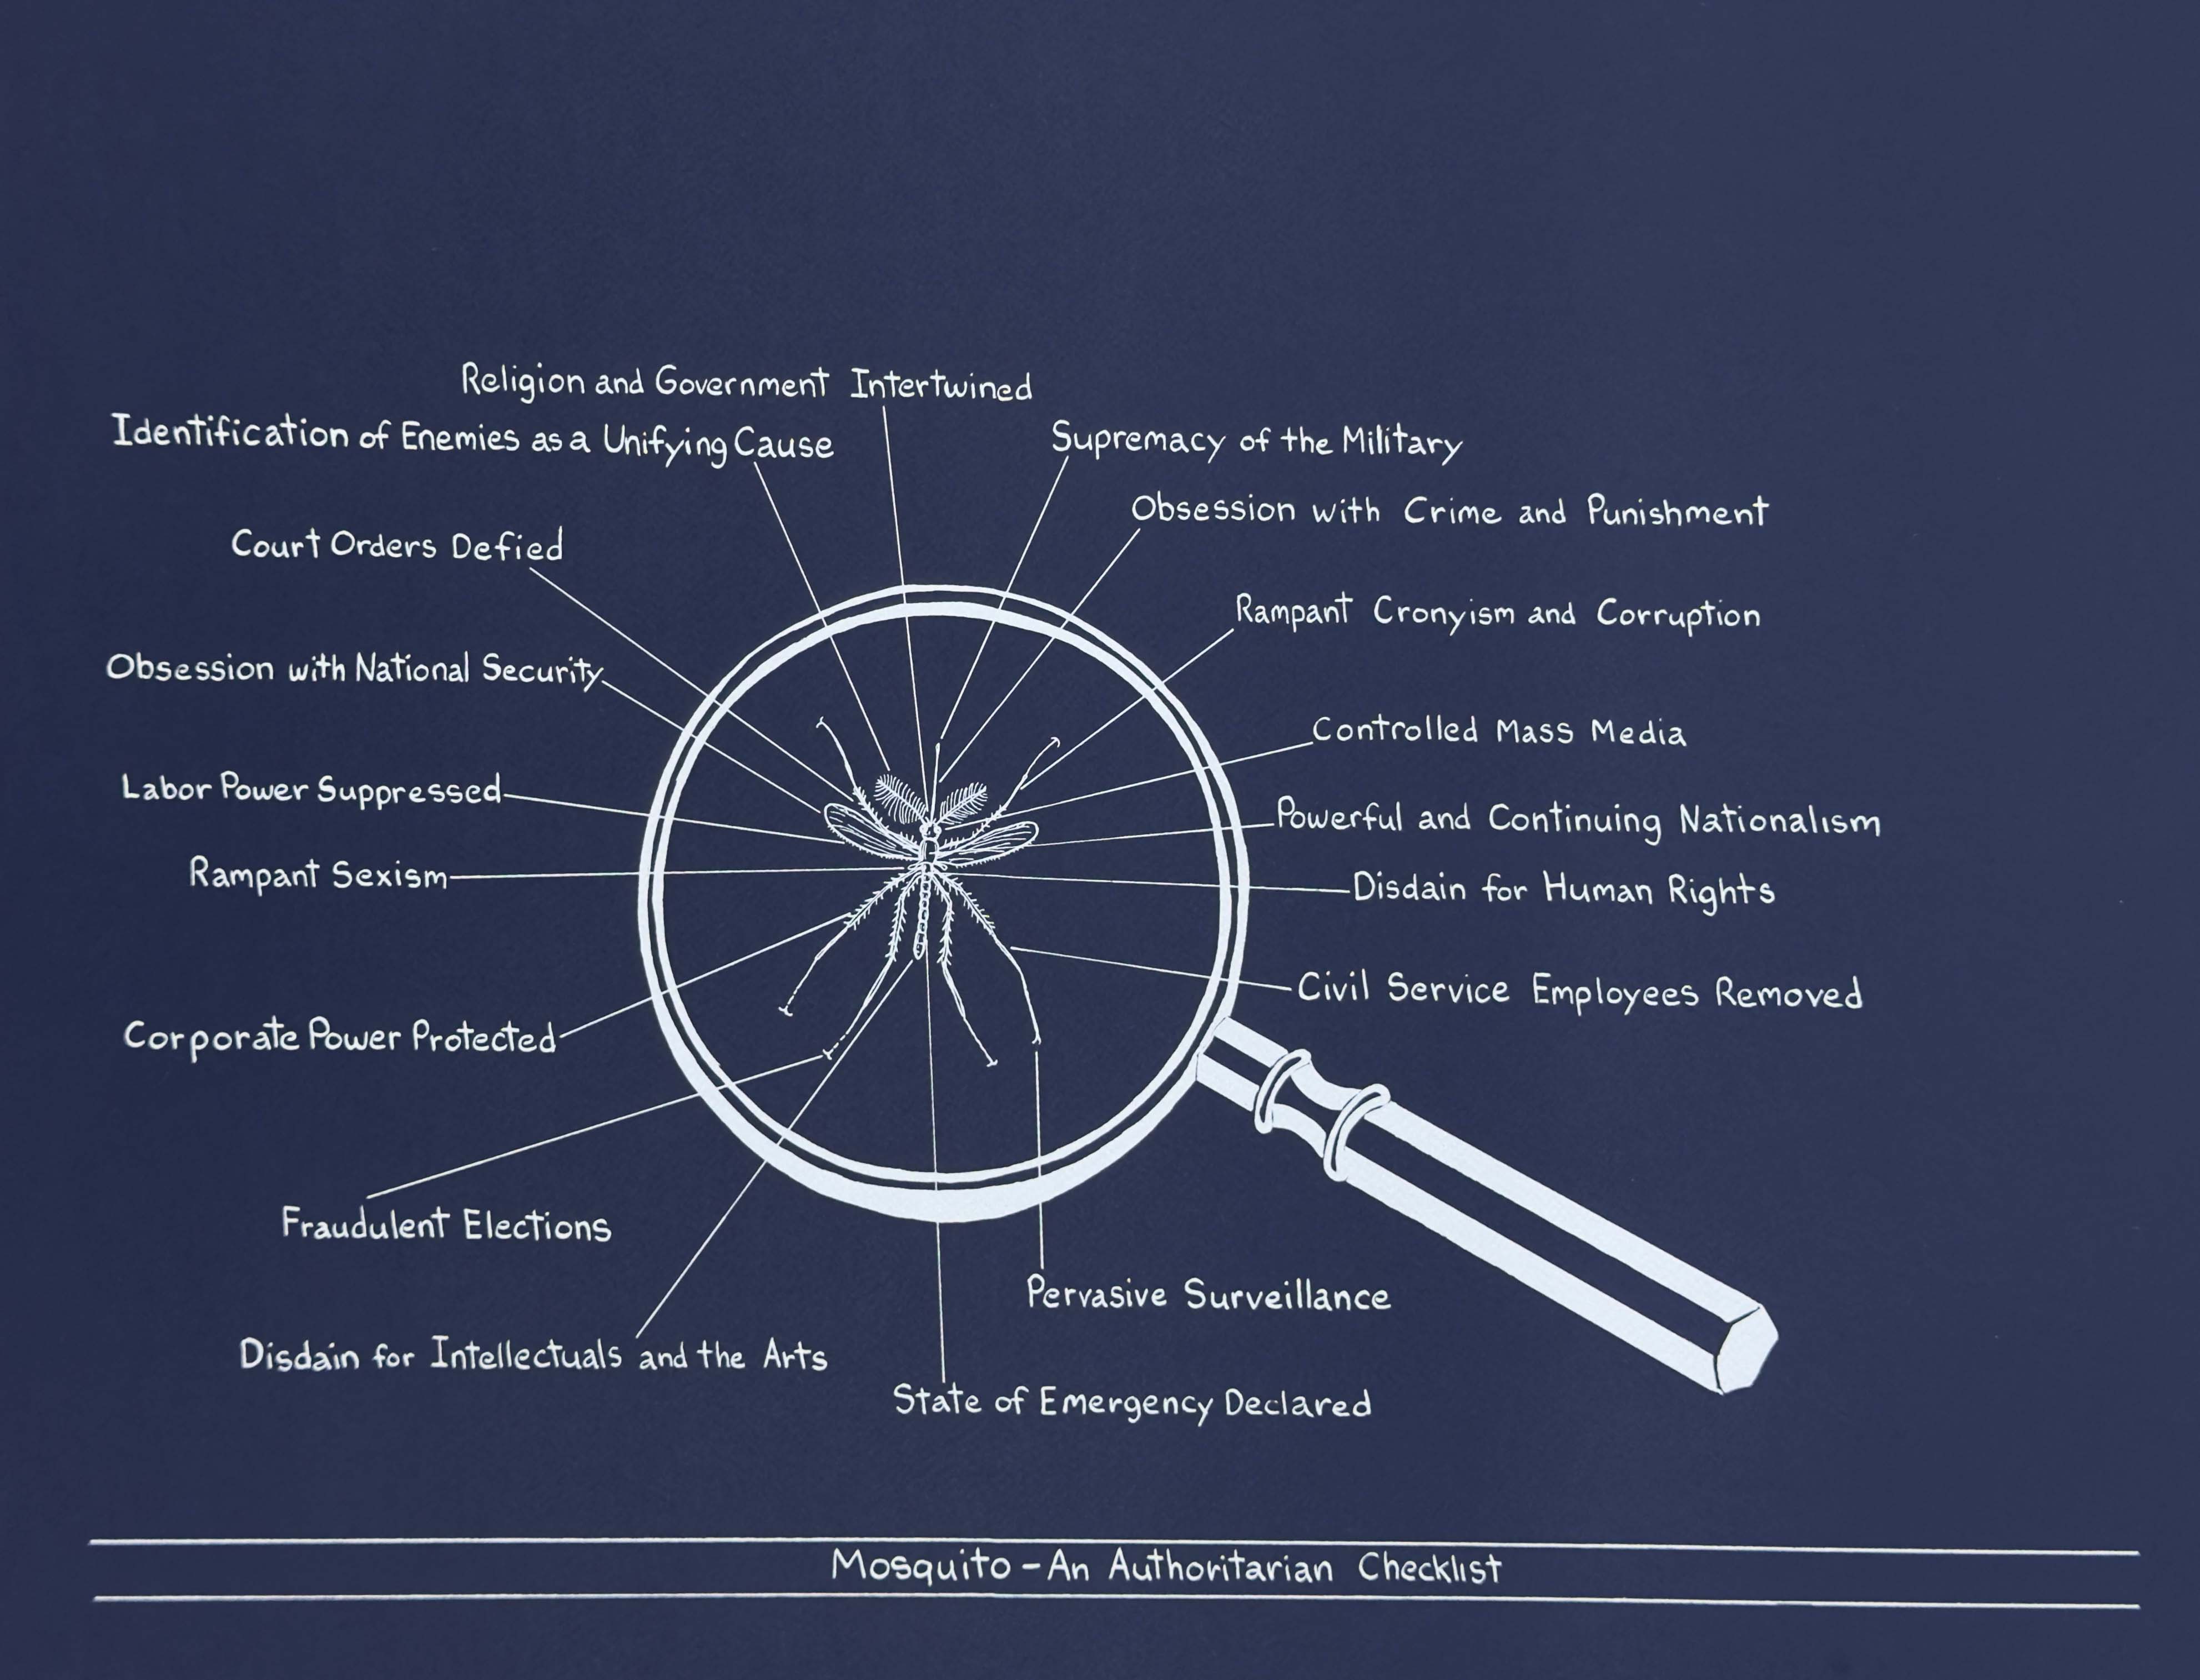 Religion and Government Intertwined
Identification of Enemies as a Unifying Cause
Supremacy of the Military
Obsession with Crime and Punishment
Court Orders Defied
Rampant Cronyism and Corruption
Obsession with National Security
Controlled Mass Media
Labor Power Suppressed
Powerful and Continuing Nationalism
Rampant Sexism
Disdain for Human Rights
Civil Service Employees Removed
Corporate Power Protected
Fraudulent Elections
Pervasive Surveillance
Disdain for Intellectuals and the Arts
State of Emergency Declared
Mosquito - An Authoritarian Checklist